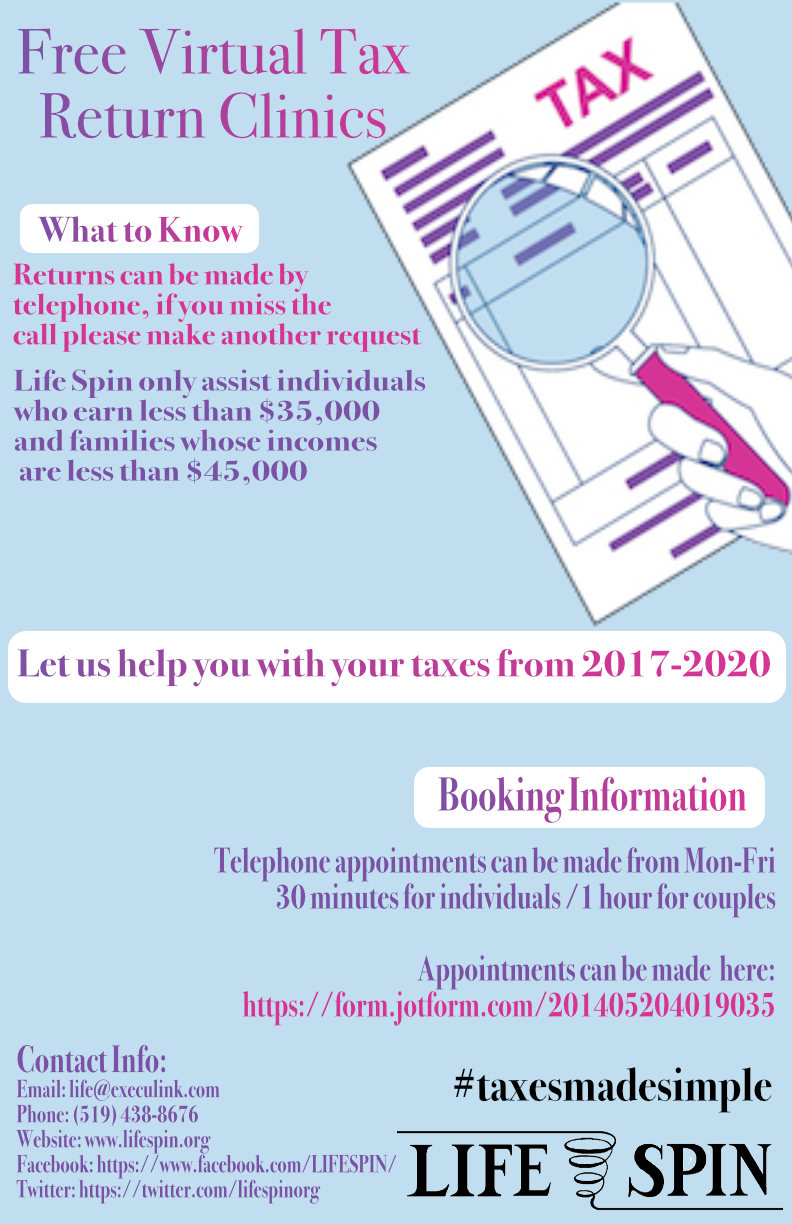 Free Virtual Tax
Return Clinics
TAX
What to Know
Returns can be made by
telephone, if you miss the
call please make another request
Life Spin only assist individuals
who earn less than $35,000
and families whose incomes
are less than $45,000
Let us help you with your taxes from 2017-2020
Booking Information
Telephone appointments can be made from Mon-Fri
30 minutes for individuals / 1 hour for couples
Appointments can be made here:
https://form.jotform.com/201405204019035
Contact Info:
Email: life@execulink.com
Phone: (519) 438-8676
Website: www.lifespin.org
Facebook: https://www.facebook.com/LIFESPIN/
Twitter: https://twitter.com/lifespinorg
#taxesmadesimple
LIFE SPIN